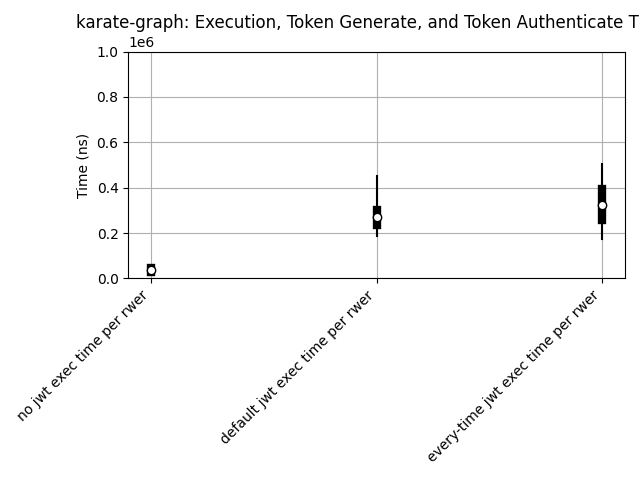 karate-graph: Execution, Token Generate, and Token Authenticate T
1e6
1.0
0.8
0.6
0.4
0.2
0.0
Time (ns)
no jwt exec time per rwer
default jwt exec time per rwer
every-time jwt exec time per rwer